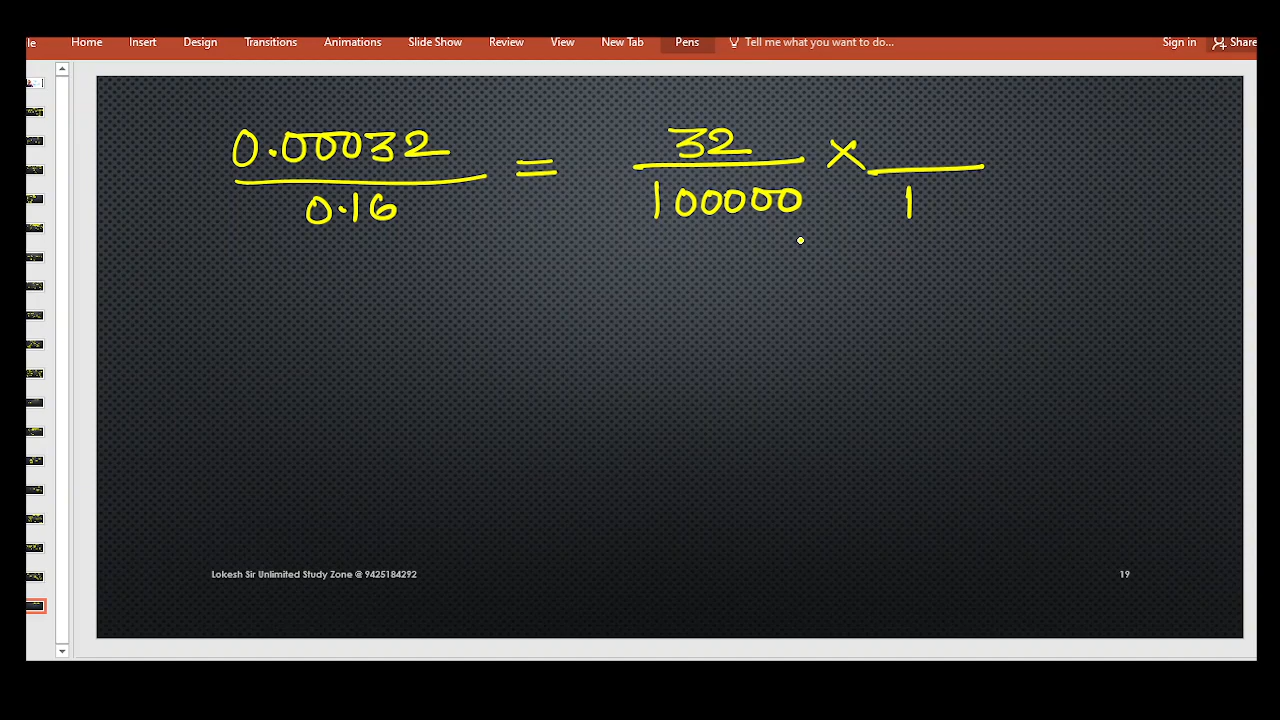 le Home Insert Design Transitions Animations Slide Show Review View New Tab Pens Tell me what you want to do... Sign in Share
0.00032 / 0.16 = 32 / 100000 × / 1
Lokesh Sir Unlimited Study Zone @ 9425184292 19